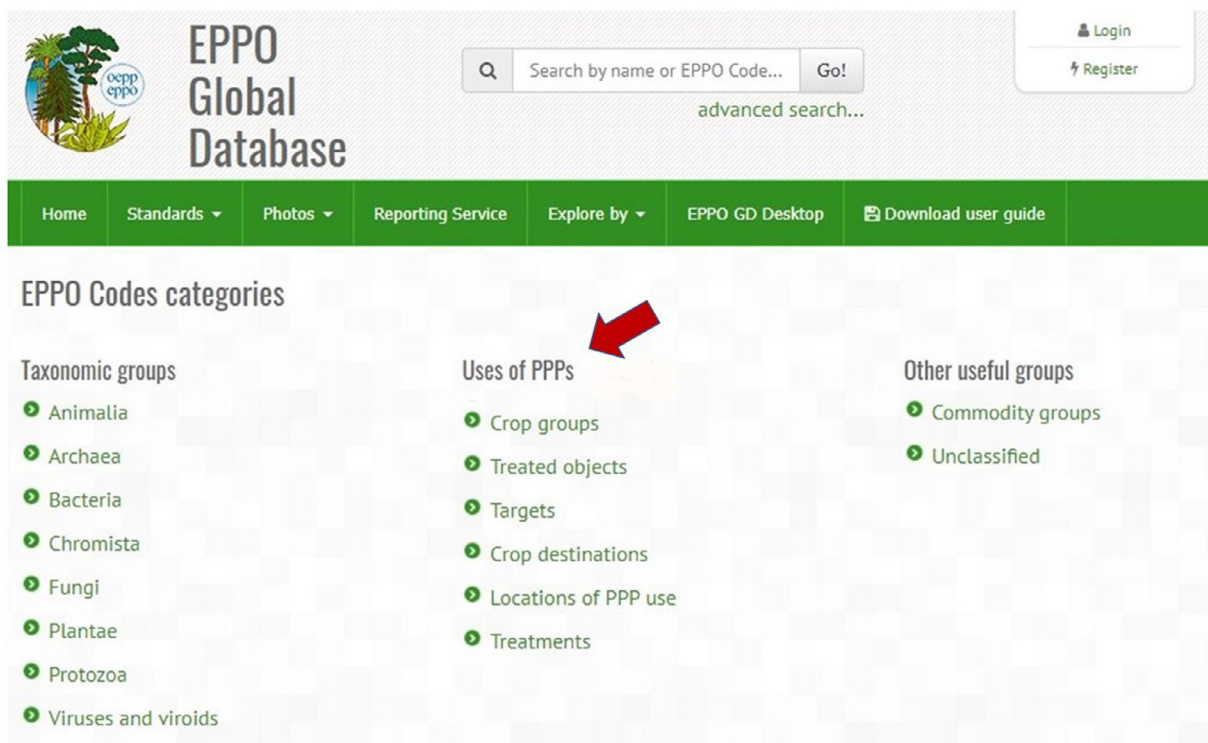 oepp
eppo
EPPO
Global
Database
Search by name or EPPO Code... Go!
advanced search...
Login
Register
Home Standards Photos Reporting Service Explore by EPPO GD Desktop Download user guide
EPPO Codes categories
Taxonomic groups
Animalia
Archaea
Bacteria
Chromista
Fungi
Plantae
Protozoa
Viruses and viroids
Uses of PPPs
Crop groups
Treated objects
Targets
Crop destinations
Locations of PPP use
Treatments
Other useful groups
Commodity groups
Unclassified